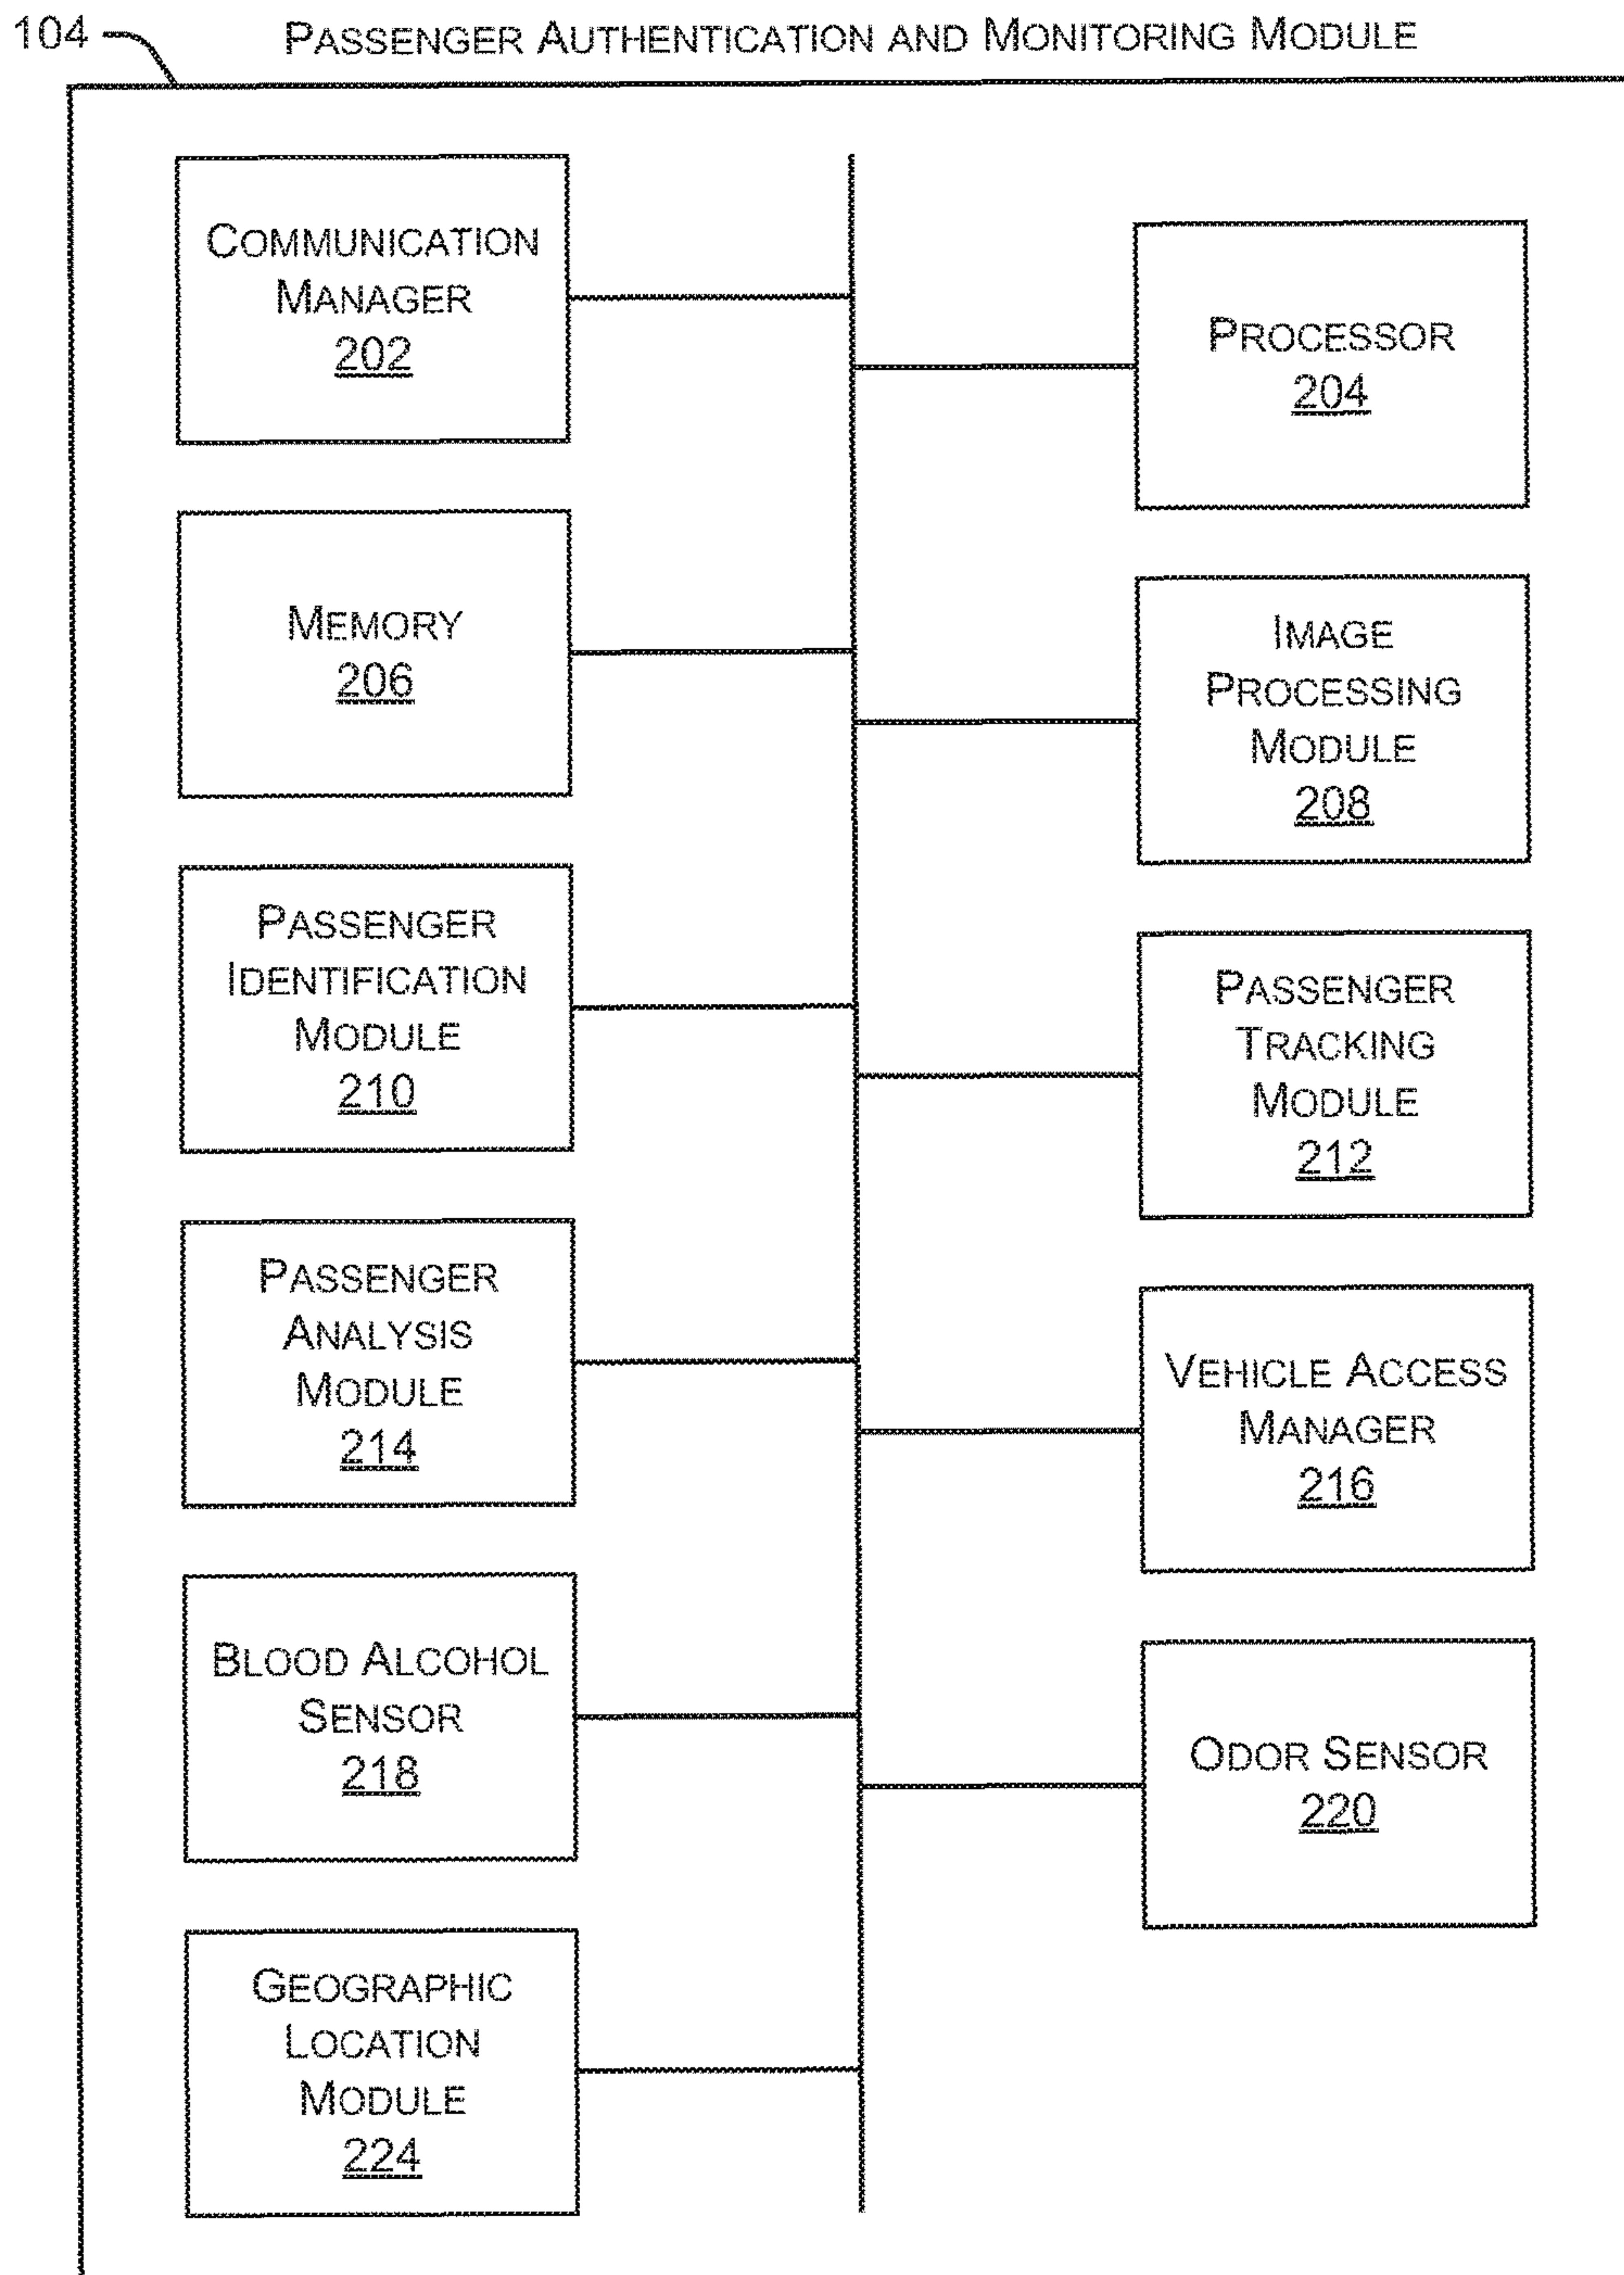 104
PASSENGER AUTHENTICATION AND MONITORING MODULE
COMMUNICATION
MANAGER
202
PROCESSOR
204
MEMORY
206
IMAGE
PROCESSING
MODULE
208
PASSENGER
IDENTIFICATION
MODULE
210
PASSENGER
TRACKING
MODULE
212
PASSENGER
ANALYSIS
MODULE
214
VEHICLE ACCESS
MANAGER
216
BLOOD ALCOHOL
SENSOR
218
ODOR SENSOR
220
GEOGRAPHIC
LOCATION
MODULE
224